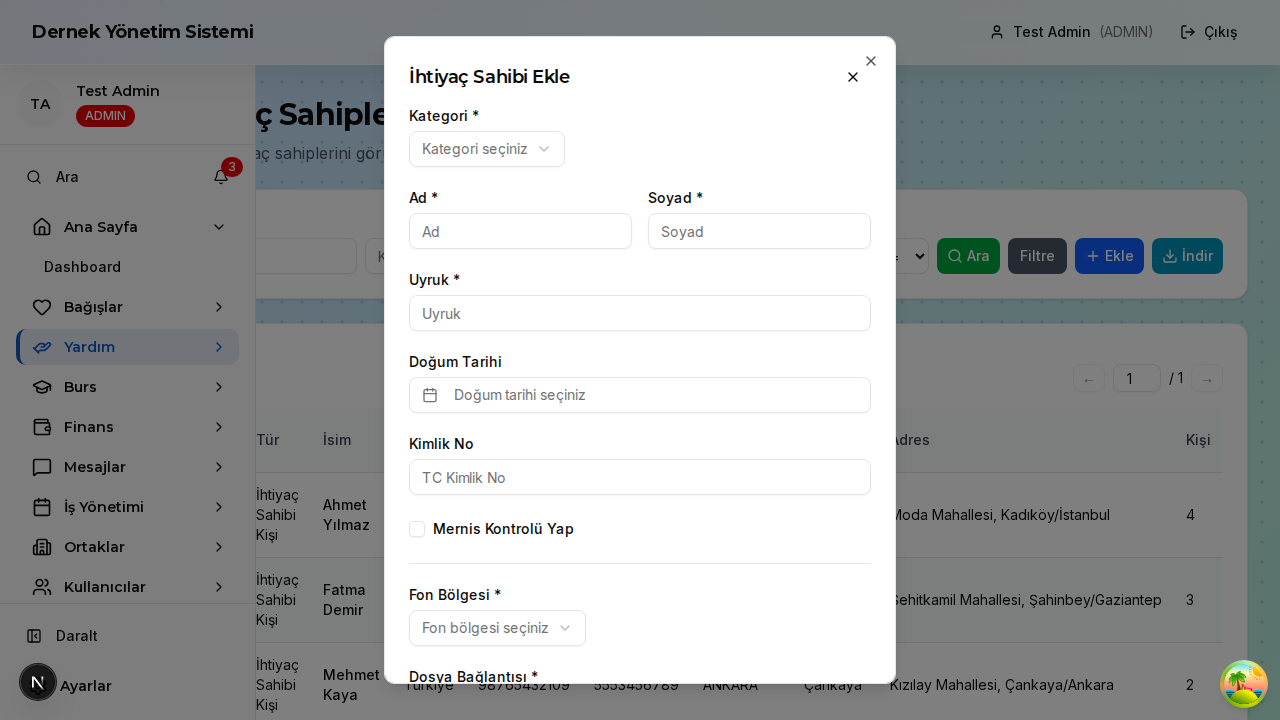 Dernek Yönetim Sistemi
Test Admin (ADMIN)
Çıkış
TA
Test Admin
ADMIN
Ara
3
Ana Sayfa
Dashboard
Bağışlar
Yardım
Burs
Finans
Mesajlar
İş Yönetimi
Ortaklar
Kullanıcılar
Daralt
N
Ayarlar
İhtiyaç Sahibi Ekle
Kategori *
Kategori seçiniz
Ad * Soyad *
Ad Soyad
Uyruk *
Uyruk
Doğum Tarihi
Doğum tarihi seçiniz
Kimlik No
TC Kimlik No
Mernis Kontrolü Yap
Fon Bölgesi *
Fon bölgesi seçiniz
Dosya Bağlantısı *
Ara Filtre Ekle İndir
← 1 / 1 →
Tür İsim Adres Kişi
İhtiyaç
Sahibi
Kişi
Ahmet
Yılmaz
Moda Mahallesi, Kadıköy/İstanbul 4
İhtiyaç
Sahibi
Kişi
Fatma
Demir
Şehitkamil Mahallesi, Şahinbey/Gaziantep 3
İhtiyaç
Sahibi
Kişi
Mehmet
Kaya
Türkiye 98765432109 5553456789 ANKARA Çankaya Kızılay Mahallesi, Çankaya/Ankara 2